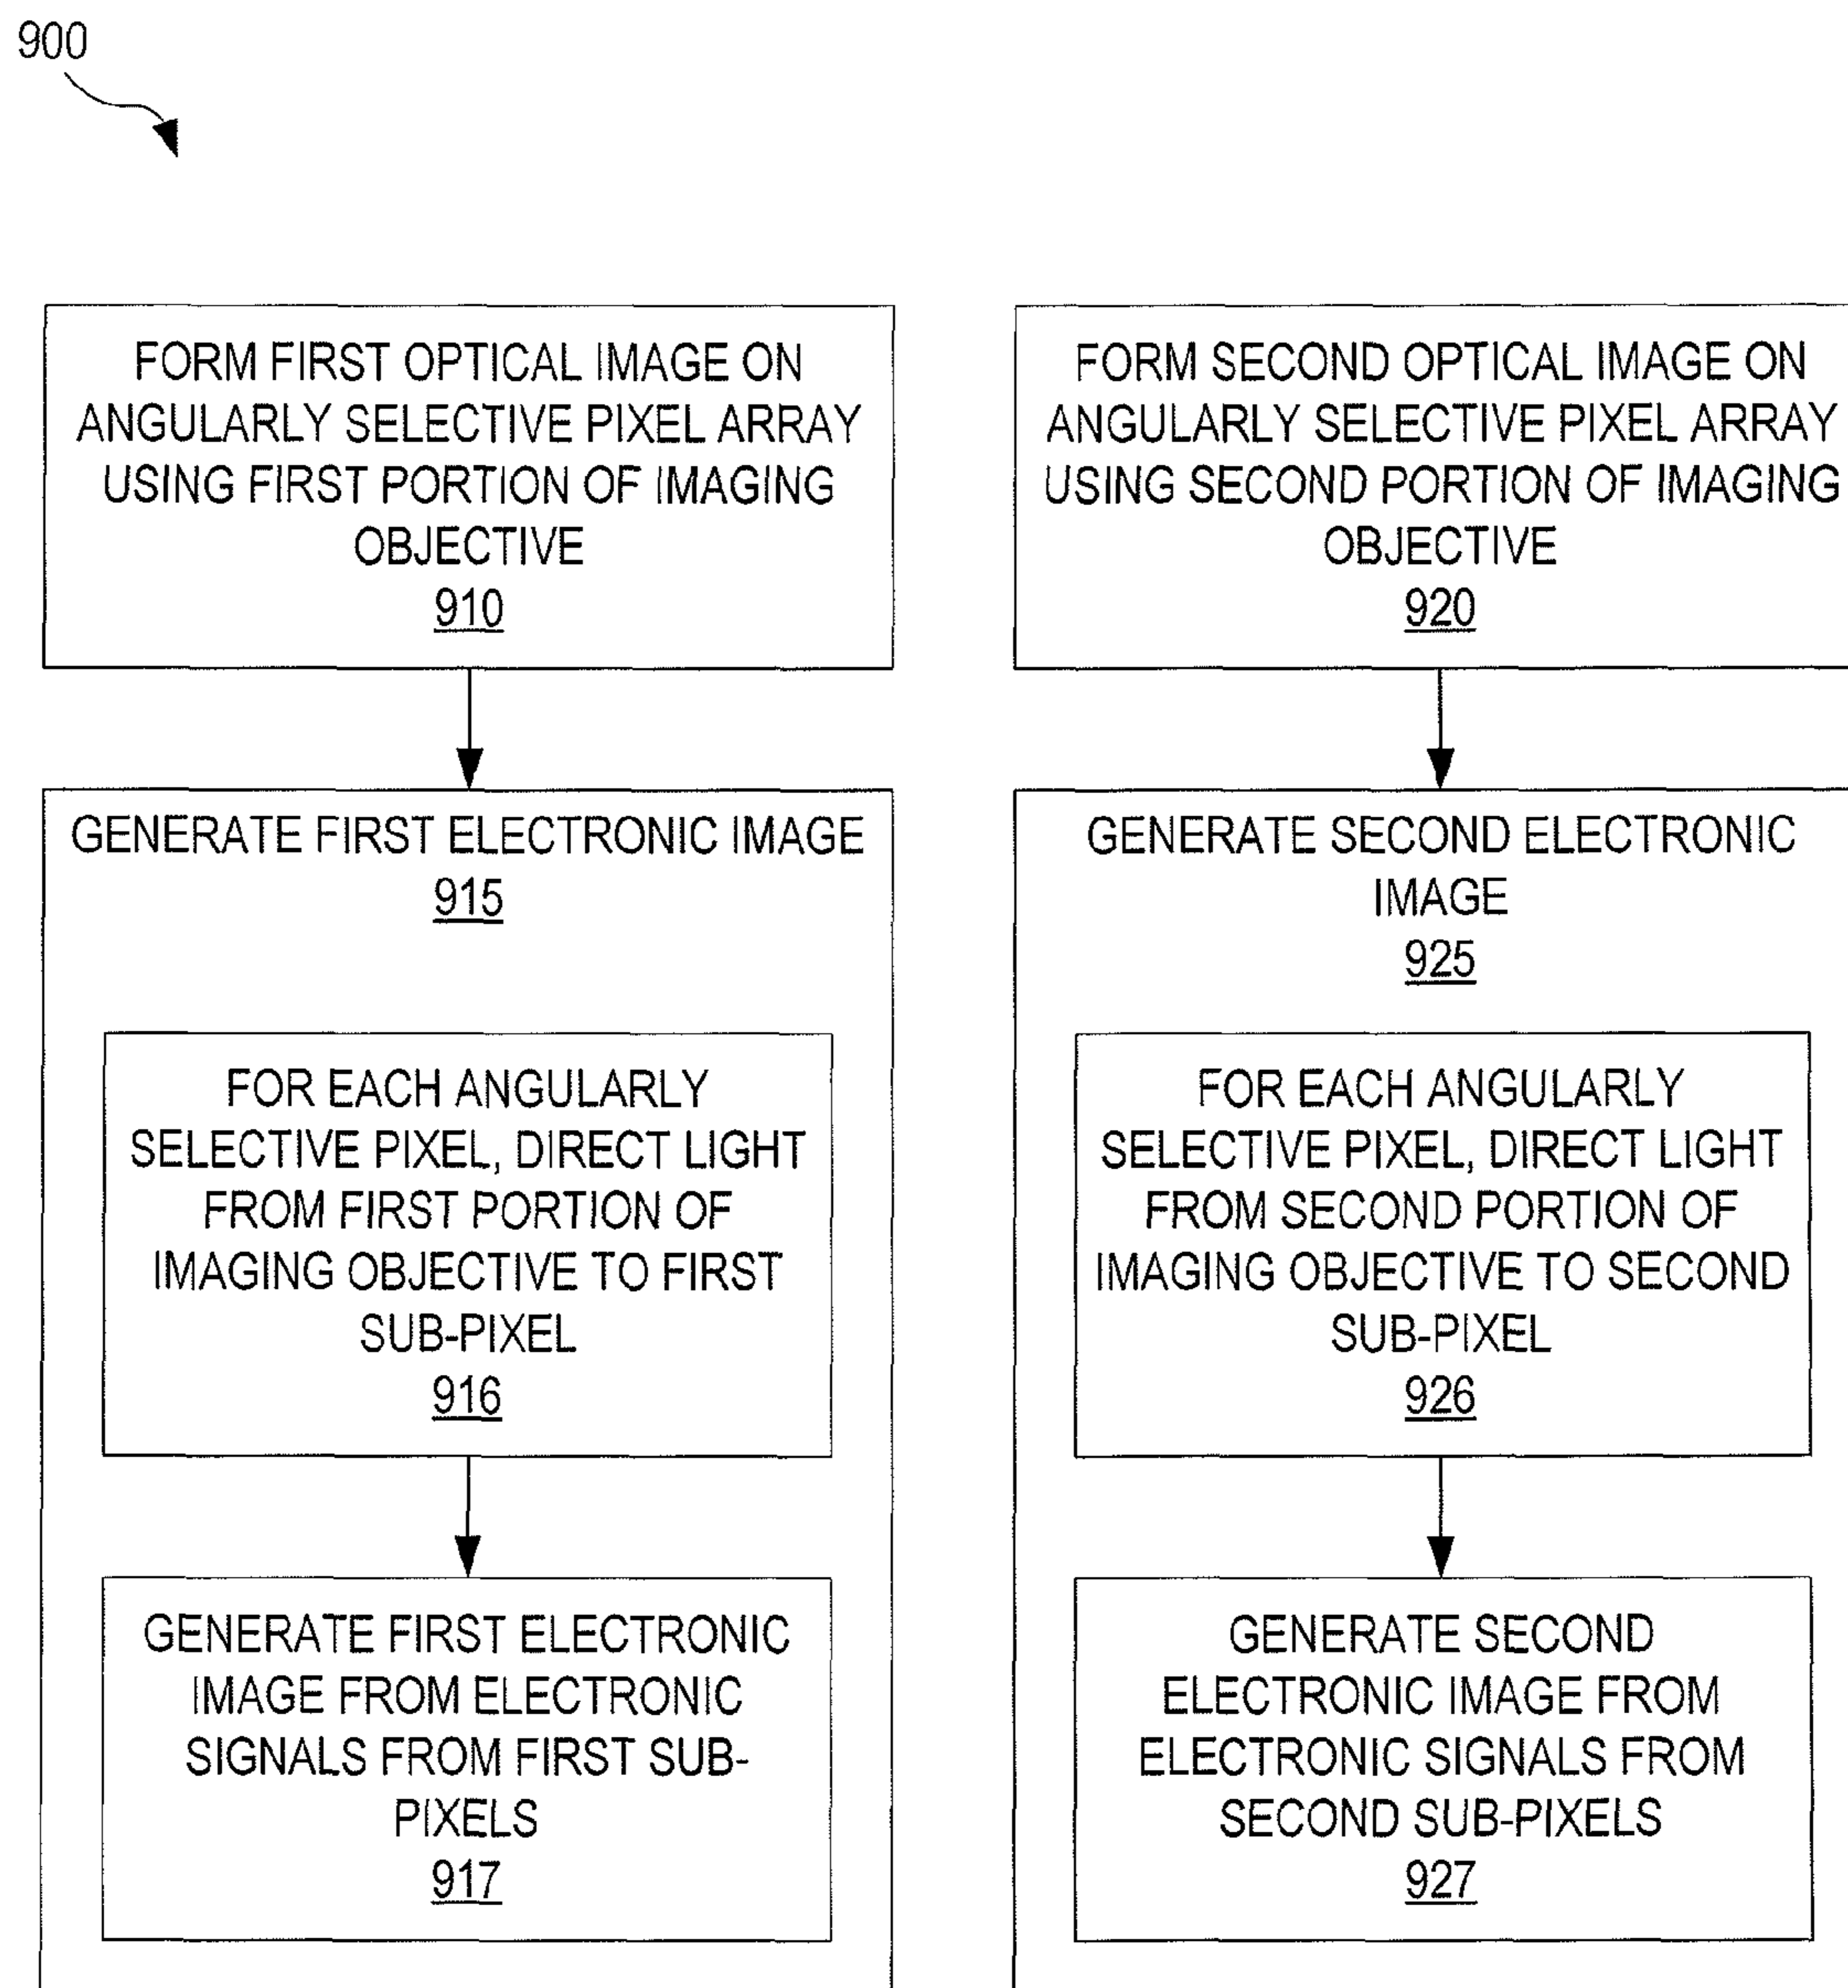 900
FORM FIRST OPTICAL IMAGE ON
ANGULARLY SELECTIVE PIXEL ARRAY
USING FIRST PORTION OF IMAGING
OBJECTIVE
910
GENERATE FIRST ELECTRONIC IMAGE
915
FOR EACH ANGULARLY
SELECTIVE PIXEL, DIRECT LIGHT
FROM FIRST PORTION OF
IMAGING OBJECTIVE TO FIRST
SUB-PIXEL
916
GENERATE FIRST ELECTRONIC
IMAGE FROM ELECTRONIC
SIGNALS FROM FIRST SUB-
PIXELS
917
FORM SECOND OPTICAL IMAGE ON
ANGULARLY SELECTIVE PIXEL ARRAY
USING SECOND PORTION OF IMAGING
OBJECTIVE
920
GENERATE SECOND ELECTRONIC
IMAGE
925
FOR EACH ANGULARLY
SELECTIVE PIXEL, DIRECT LIGHT
FROM SECOND PORTION OF
IMAGING OBJECTIVE TO SECOND
SUB-PIXEL
926
GENERATE SECOND
ELECTRONIC IMAGE FROM
ELECTRONIC SIGNALS FROM
SECOND SUB-PIXELS
927